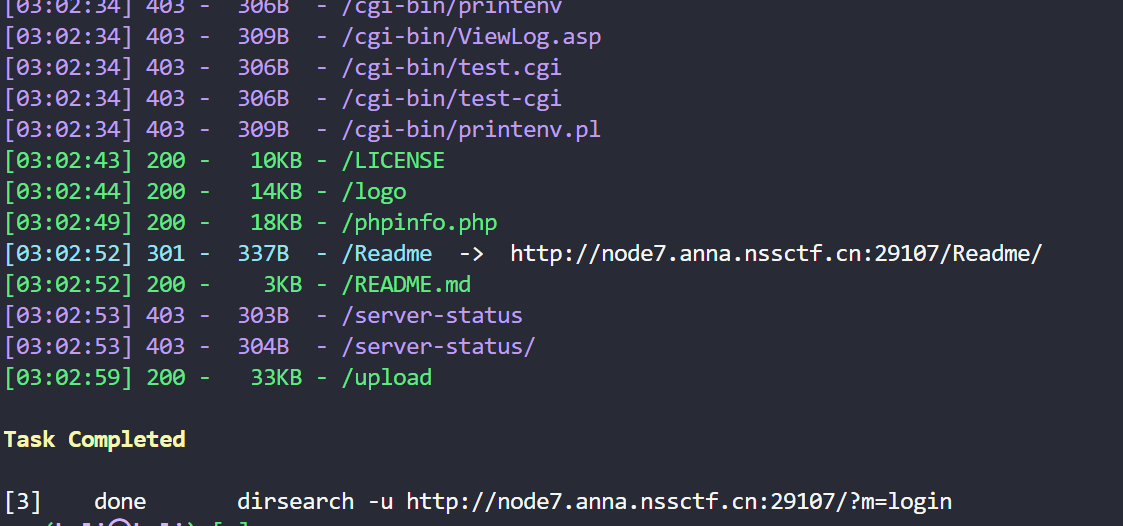 [03:02:34] 403 -  306B  - /cgi-bin/printenv
[03:02:34] 403 -  309B  - /cgi-bin/ViewLog.asp
[03:02:34] 403 -  306B  - /cgi-bin/test.cgi
[03:02:34] 403 -  306B  - /cgi-bin/test-cgi
[03:02:34] 403 -  309B  - /cgi-bin/printenv.pl
[03:02:43] 200 -   10KB - /LICENSE
[03:02:44] 200 -   14KB - /logo
[03:02:49] 200 -   18KB - /phpinfo.php
[03:02:52] 301 -  337B  - /Readme  ->  http://node7.anna.nssctf.cn:29107/Readme/
[03:02:52] 200 -    3KB - /README.md
[03:02:53] 403 -  303B  - /server-status
[03:02:53] 403 -  304B  - /server-status/
[03:02:59] 200 -   33KB - /upload
Task Completed
[3]    done       dirsearch -u http://node7.anna.nssctf.cn:29107/?m=login